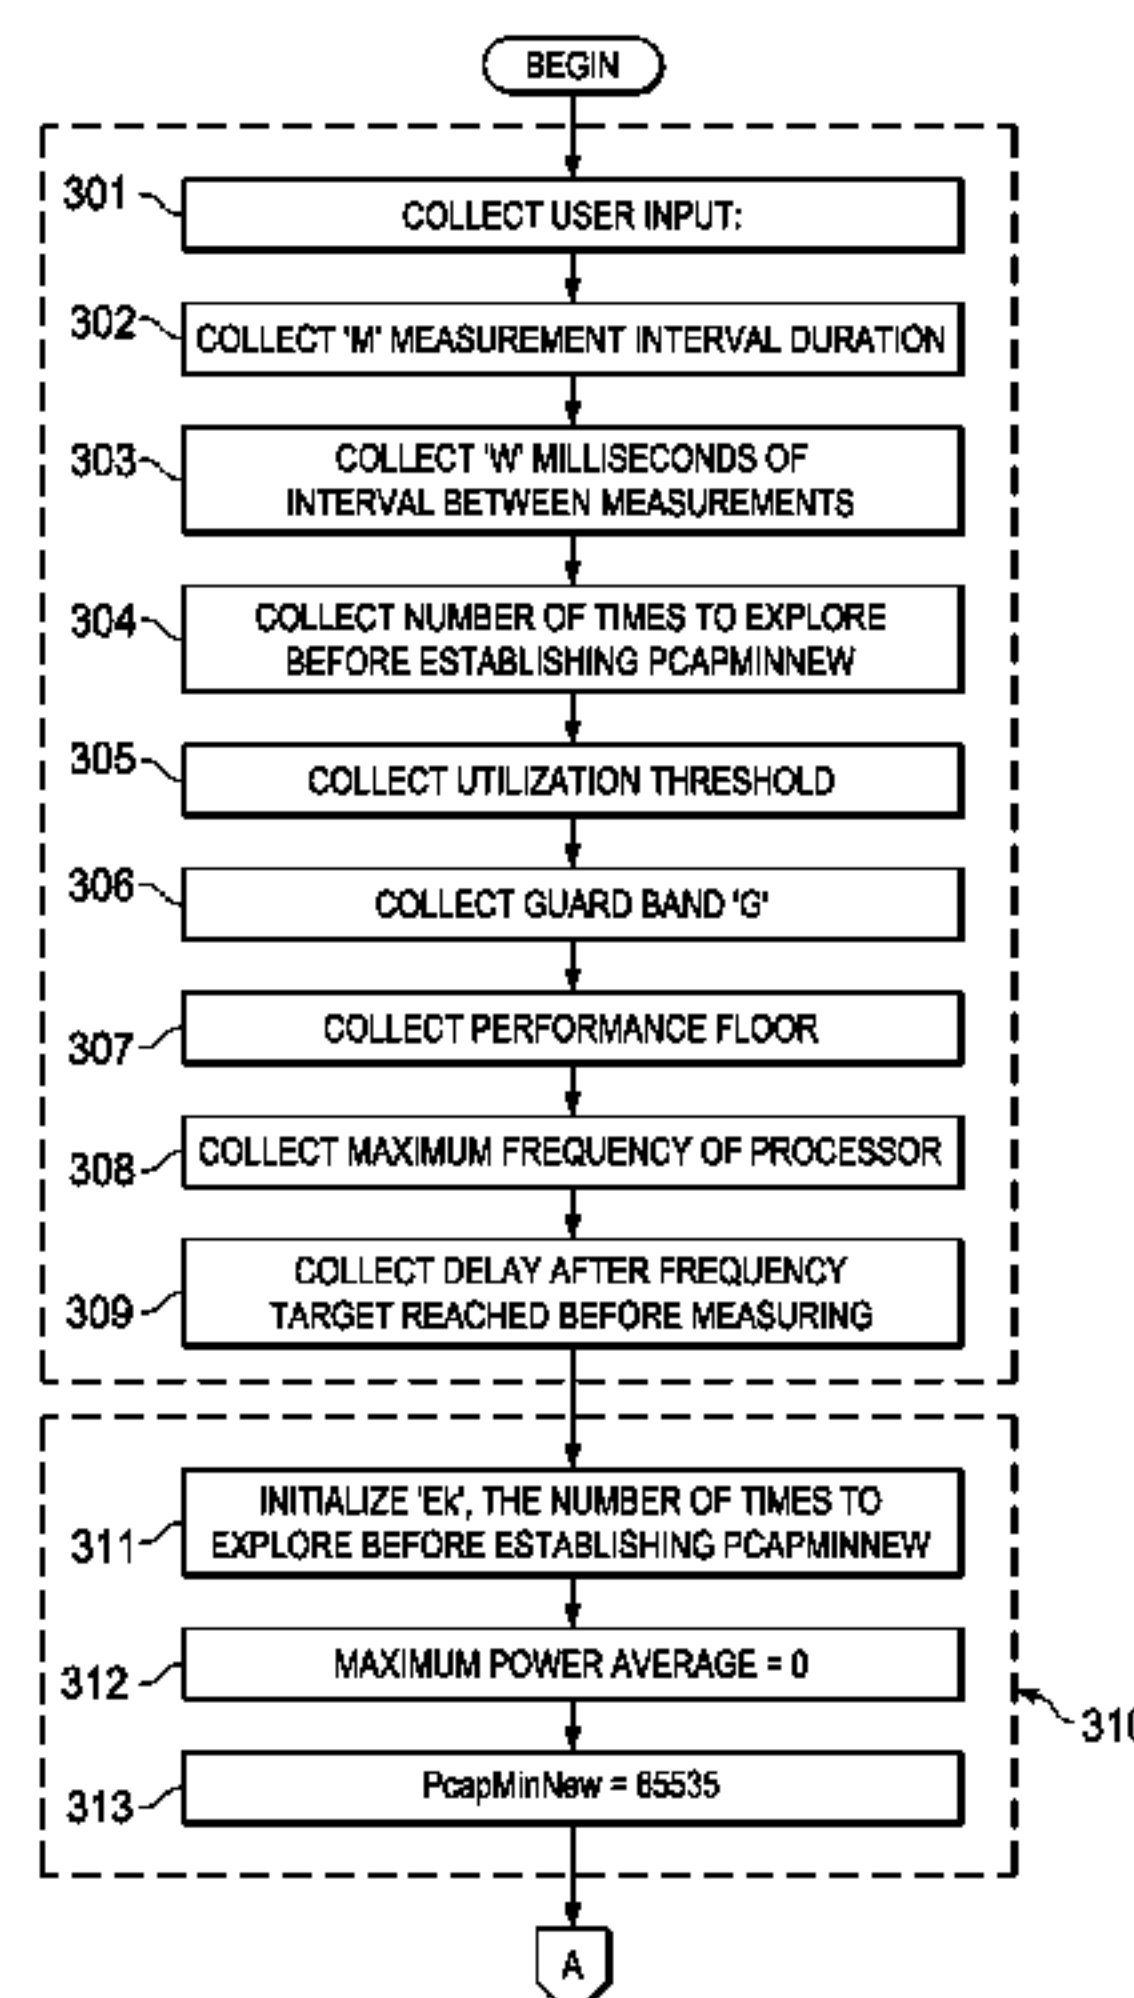 BEGIN
301
COLLECT USER INPUT:
302
COLLECT 'M' MEASUREMENT INTERVAL DURATION
303
COLLECT 'W' MILLISECONDS OF
INTERVAL BETWEEN MEASUREMENTS
304
COLLECT NUMBER OF TIMES TO EXPLORE
BEFORE ESTABLISHING PCAPMINNEW
305
COLLECT UTILIZATION THRESHOLD
306
COLLECT GUARD BAND 'G'
307
COLLECT PERFORMANCE FLOOR
308
COLLECT MAXIMUM FREQUENCY OF PROCESSOR
309
COLLECT DELAY AFTER FREQUENCY
TARGET REACHED BEFORE MEASURING
311
INITIALIZE 'Ek', THE NUMBER OF TIMES TO
EXPLORE BEFORE ESTABLISHING PCAPMINNEW
312
MAXIMUM POWER AVERAGE = 0
310
313
PcapMinNew = 65535
A